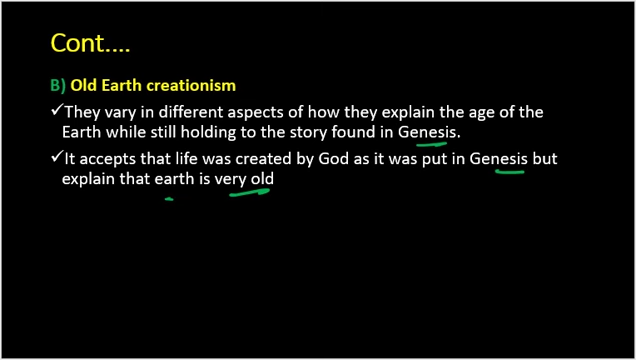 Cont....
B) Old Earth creationism
✓They vary in different aspects of how they explain the age of the
Earth while still holding to the story found in Genesis.
✓It accepts that life was created by God as it was put in Genesis but
explain that earth is very old